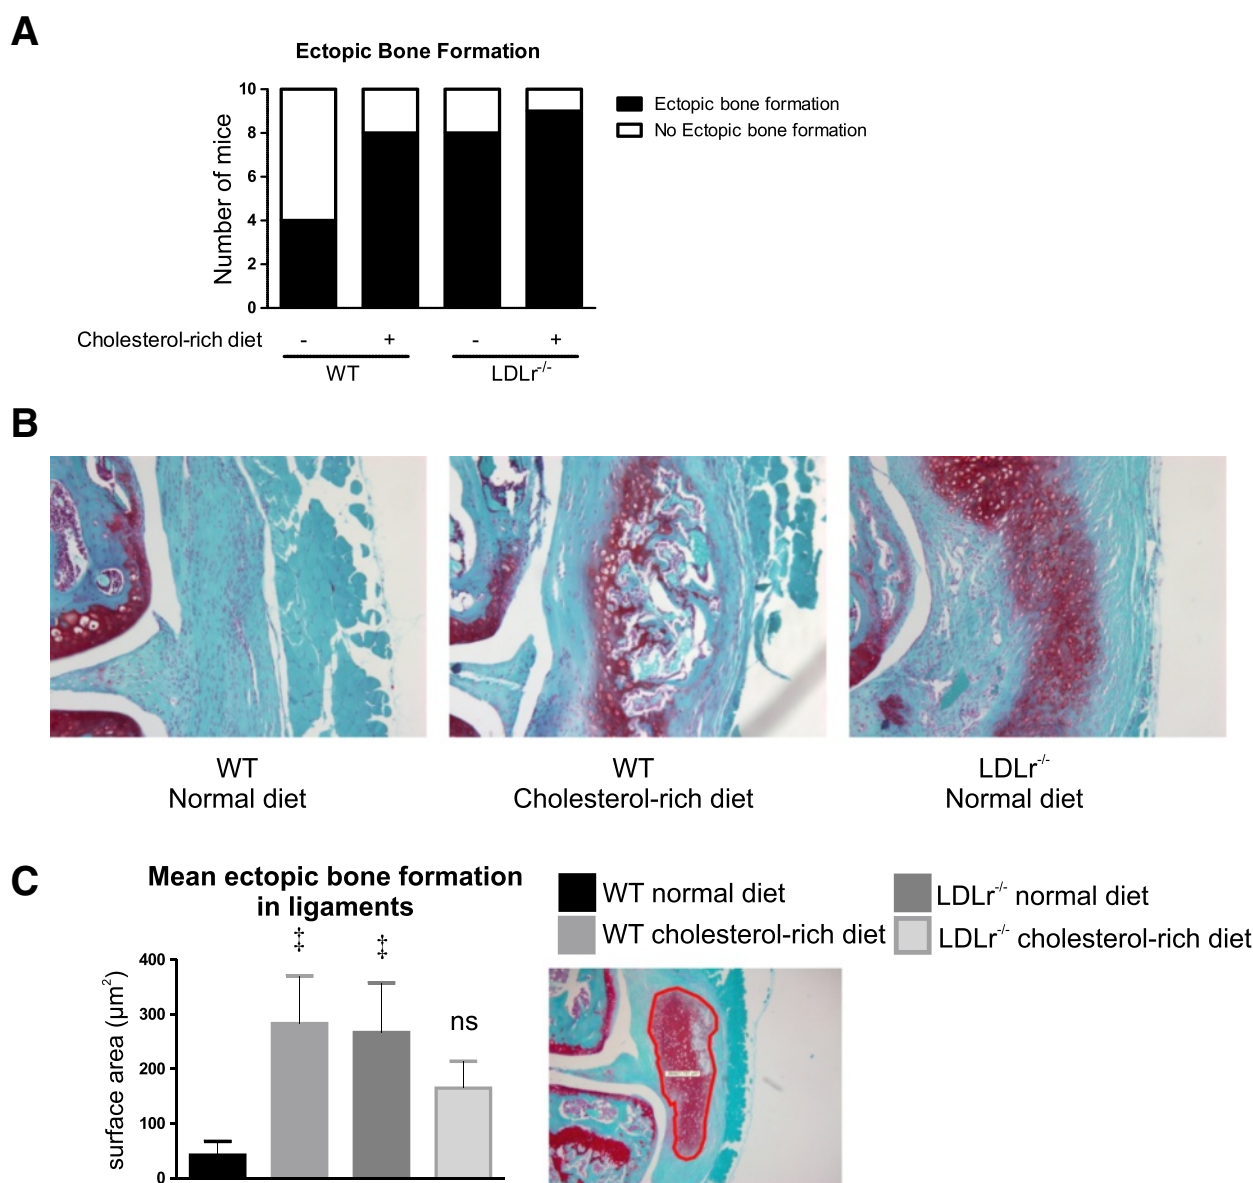 A
Ectopic Bone Formation
Number of mice
10
8
6
4
2
0
Ectopic bone formation
No Ectopic bone formation
Cholesterol-rich diet - + - +
WT LDLr-/-
B
WT
Normal diet
WT
Cholesterol-rich diet
LDLr-/-
Normal diet
C
Mean ectopic bone formation
in ligaments
surface area (µm2)
400
300
200
100
0
‡ ‡ ns
WT normal diet
WT cholesterol-rich diet
LDLr-/- normal diet
LDLr-/- cholesterol-rich diet